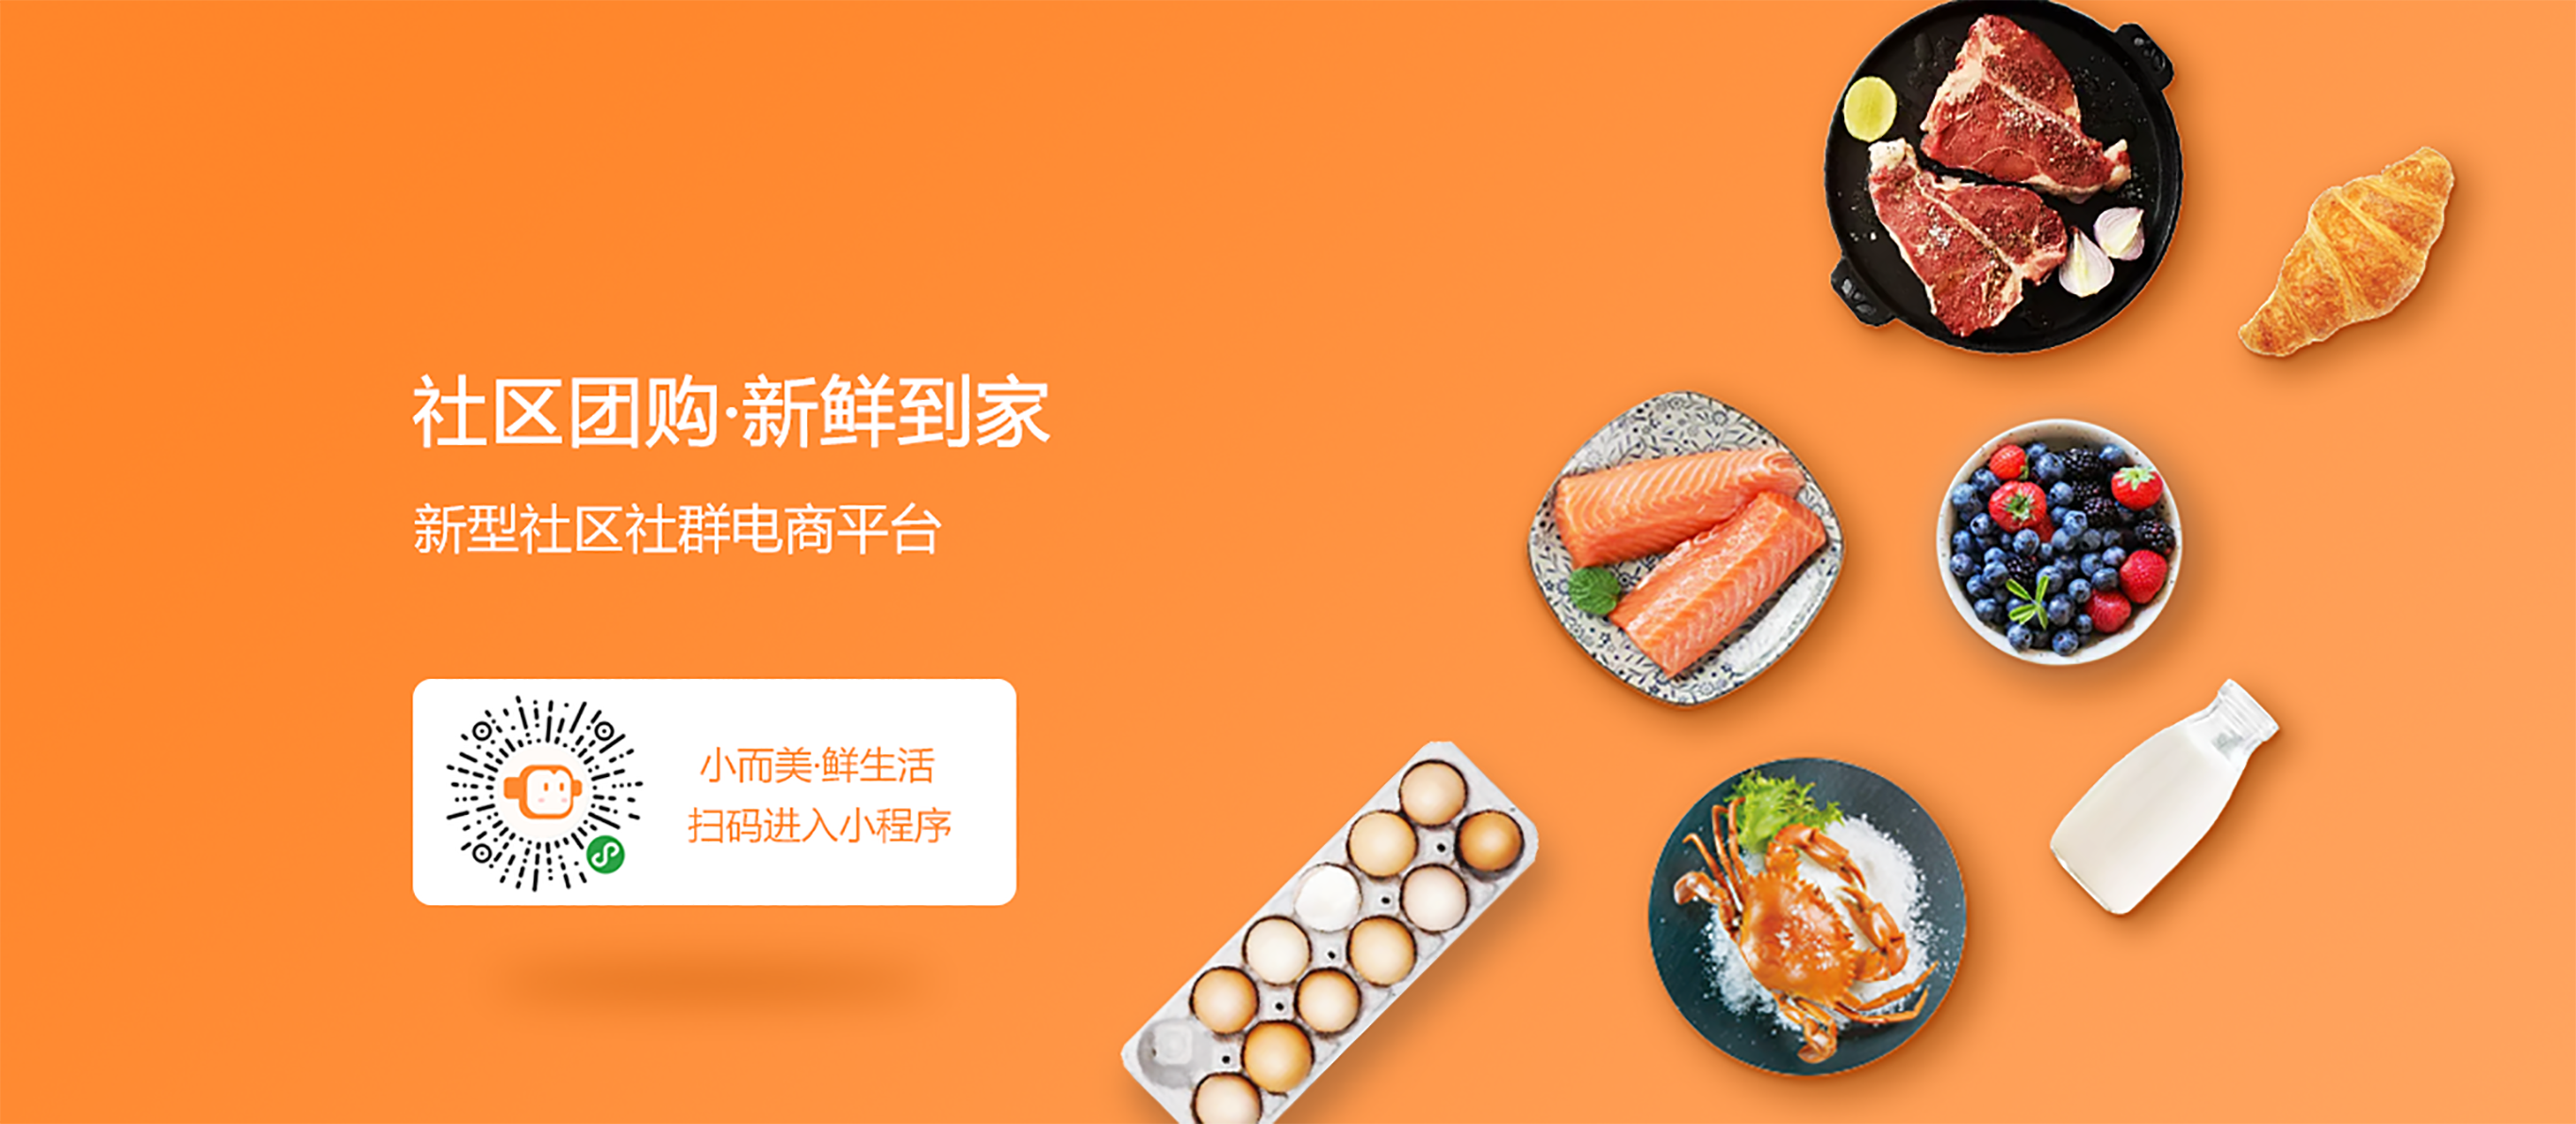 社区团购·新鲜到家
新型社区社群电商平台
小而美·鲜生活
扫码进入小程序